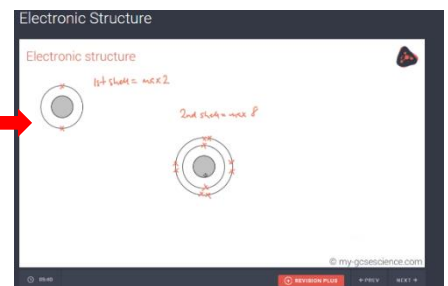 Electronic Structure
Electronic structure
1st shell = max 2
2nd shell = max 8
© my-gcsescience.com
REVISION PLUS
← PREV
NEXT →